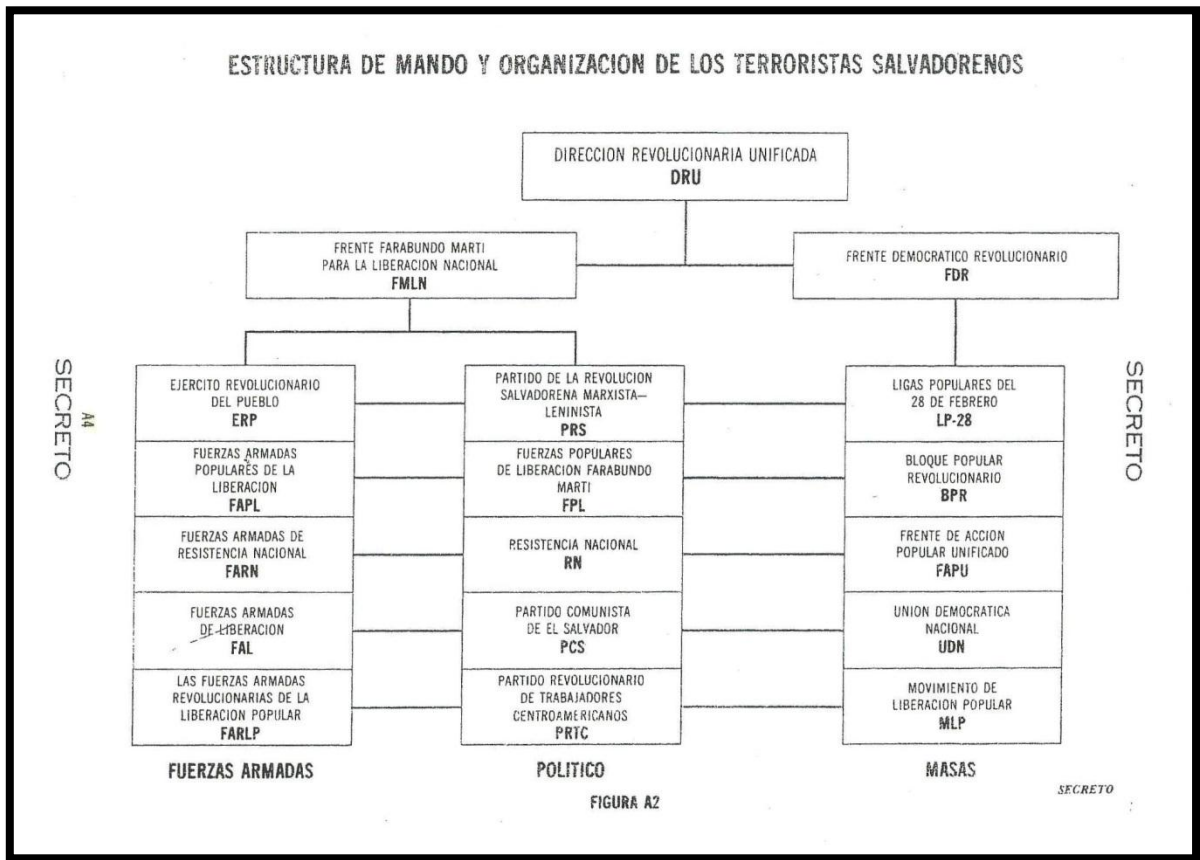 ESTRUCTURA DE MANDO Y ORGANIZACION DE LOS TERRORISTAS SALVADORENOS
DIRECCION REVOLUCIONARIA UNIFICADA
DRU
FRENTE FARABUNDO MARTI
PARA LA LIBERACION NACIONAL
FMLN
FRENTE DEMOCRATICO REVOLUCIONARIO
FDR
SECRETO
A4
SECRETO
EJERCITO REVOLUCIONARIO
DEL PUEBLO
ERP
PARTIDO DE LA REVOLUCION
SALVADORENA MARXISTA—
LENINISTA
PRS
LIGAS POPULARES DEL
28 DE FEBRERO
LP-28
FUERZAS ARMADAS
POPULARES DE LA
LIBERACION
FAPL
FUERZAS POPULARES
DE LIBERACION FARABUNDO
MARTI
FPL
BLOQUE POPULAR
REVOLUCIONARIO
BPR
FUERZAS ARMADAS DE
RESISTENCIA NACIONAL
FARN
RESISTENCIA NACIONAL
RN
FRENTE DE ACCION
POPULAR UNIFICADO
FAPU
FUERZAS ARMADAS
DE LIBERACION
FAL
PARTIDO COMUNISTA
DE EL SALVADOR
PCS
UNION DEMOCRATICA
NACIONAL
UDN
LAS FUERZAS ARMADAS
REVOLUCIONARIAS DE LA
LIBERACION POPULAR
FARLP
PARTIDO REVOLUCIONARIO
DE TRABAJADORES
CENTROAMERICANOS
PRTC
MOVIMIENTO DE
LIBERACION POPULAR
MLP
FUERZAS ARMADAS
POLITICO
MASAS
FIGURA A2
SECRETO